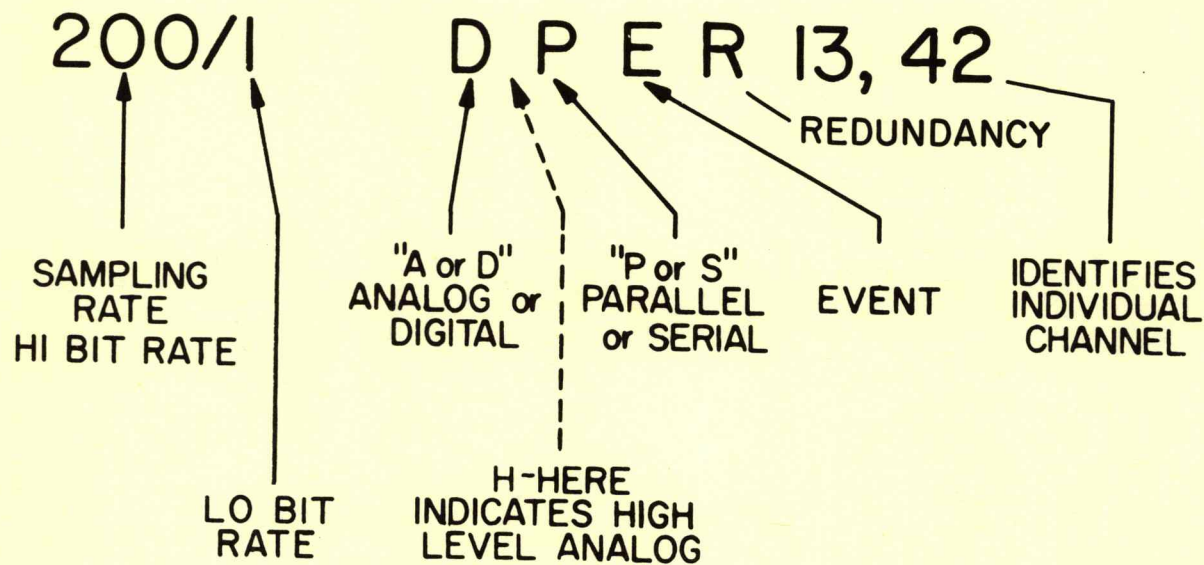 200/1 D P E R 13, 42
REDUNDANCY
SAMPLING
RATE
HI BIT RATE
LO BIT
RATE
"A or D"
ANALOG or
DIGITAL
H-HERE
INDICATES HIGH
LEVEL ANALOG
"P or S"
PARALLEL
or SERIAL
EVENT
IDENTIFIES
INDIVIDUAL
CHANNEL